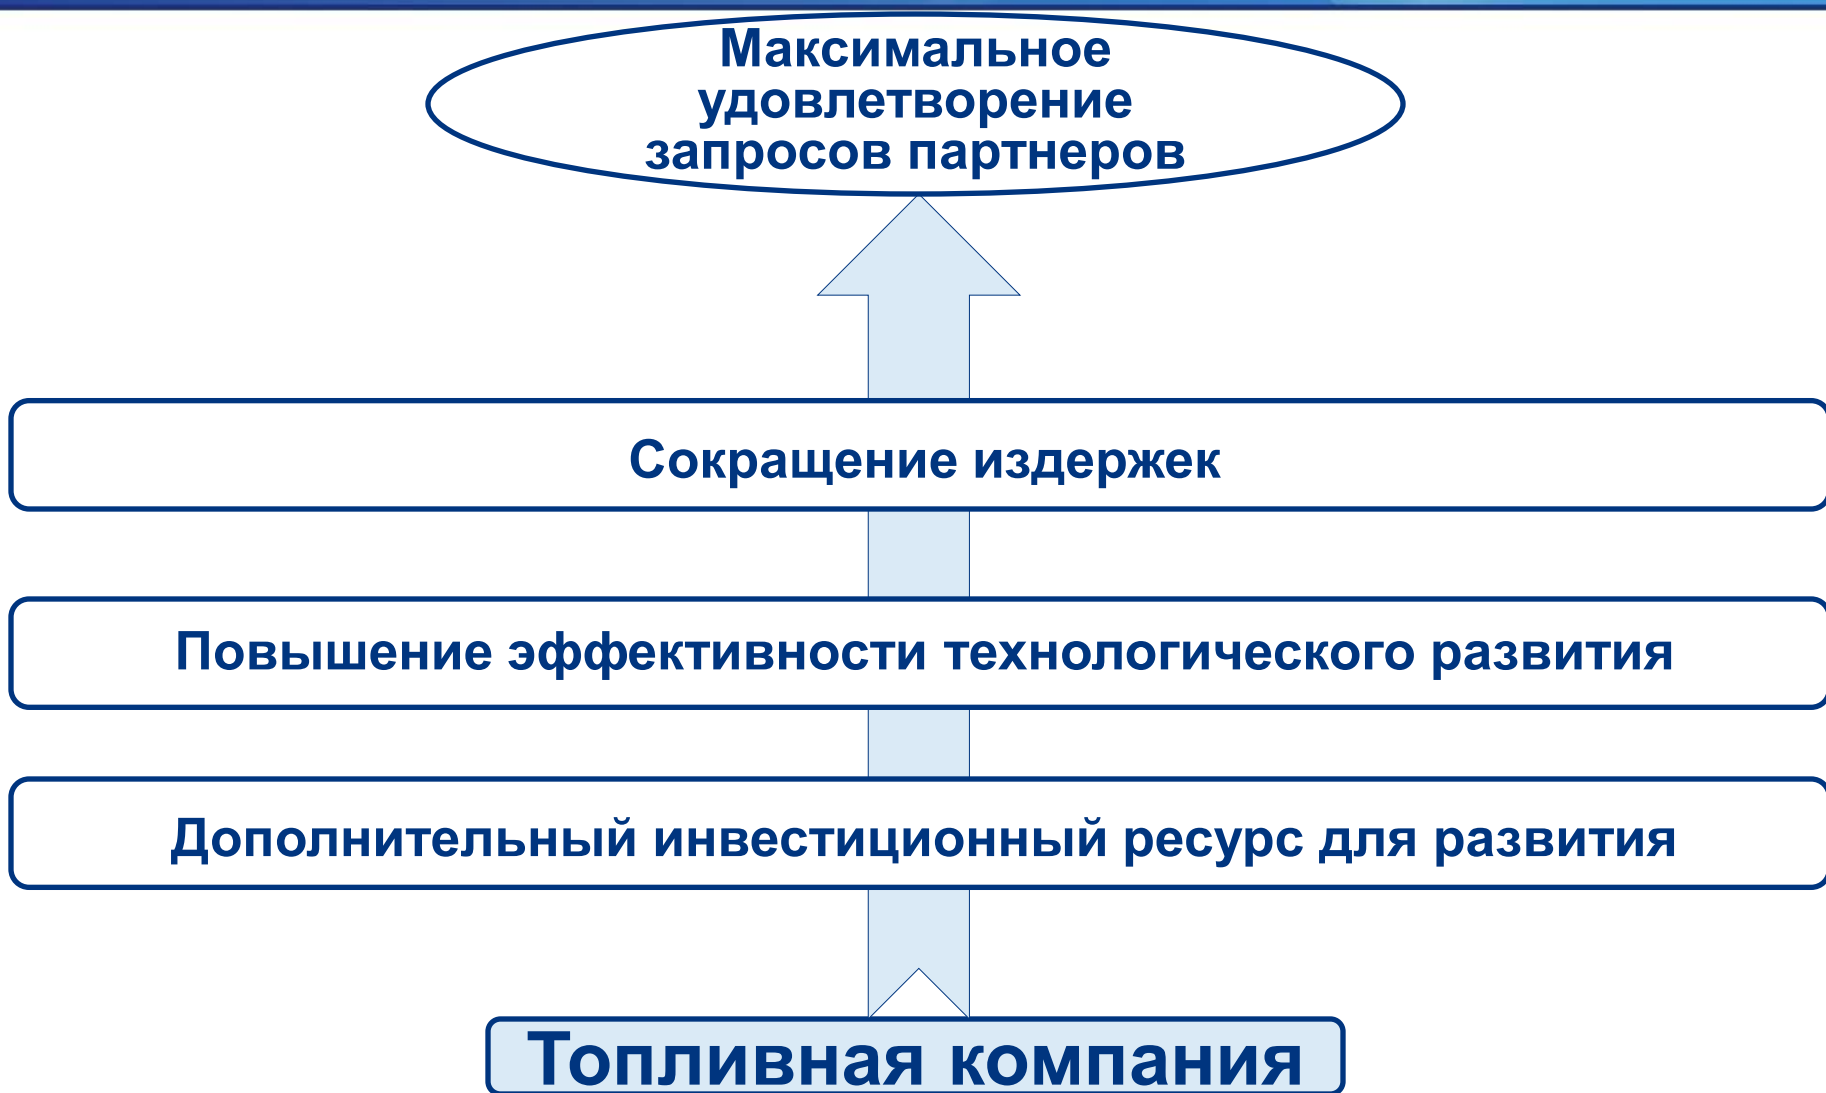 Максимальное
удовлетворение
запросов партнеров
Сокращение издержек
Повышение эффективности технологического развития
Дополнительный инвестиционный ресурс для развития
Топливная компания